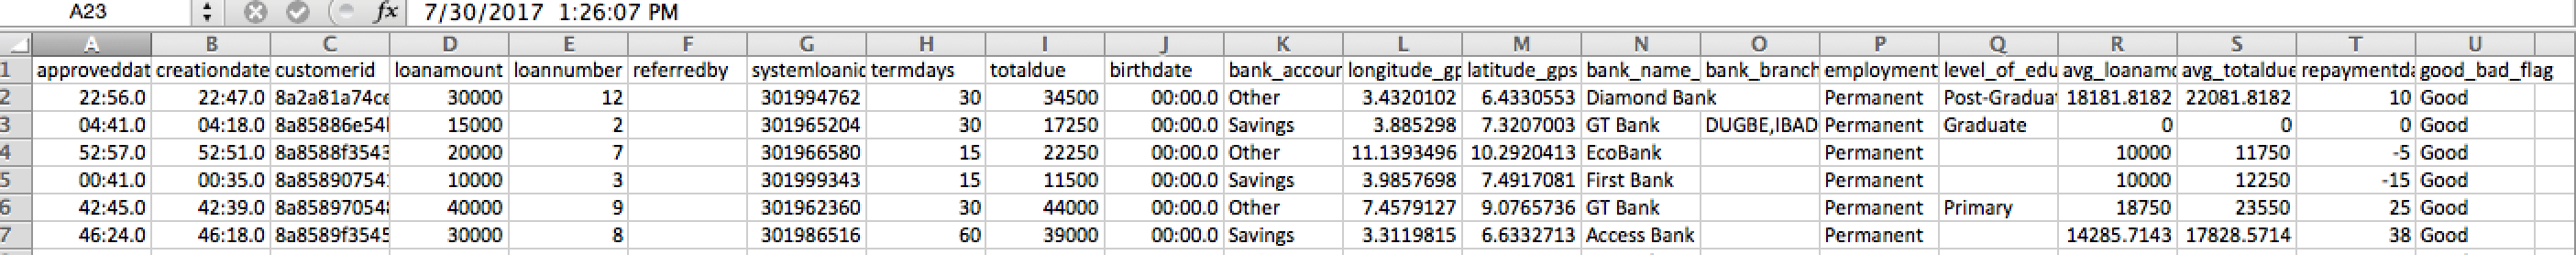 A23 fx 7/30/2017 1:26:07 PM
A B C D E F G H I J K L M N O P Q R S T U
1 approveddat creationdate customerid loanamount loannumber referredby systemloanic termdays totaldue birthdate bank_accour longitude_gp latitude_gps bank_name_ bank_branch employment level_of_edu avg_loanamo avg_totaldue repaymentda good_bad_flag
2 22:56.0 22:47.0 8a2a81a74ce 30000 12 301994762 30 34500 00:00.0 Other 3.4320102 6.4330553 Diamond Bank Permanent Post-Graduat 18181.8182 22081.8182 10 Good
3 04:41.0 04:18.0 8a85886e54 15000 2 301965204 30 17250 00:00.0 Savings 3.885298 7.3207003 GT Bank DUGBE,IBAD Permanent Graduate 0 0 0 Good
4 52:57.0 52:51.0 8a8588f3543 20000 7 301966580 15 22250 00:00.0 Other 11.1393496 10.2920413 EcoBank Permanent 10000 11750 -5 Good
5 00:41.0 00:35.0 8a85890754 10000 3 301999343 15 11500 00:00.0 Savings 3.9857698 7.4917081 First Bank Permanent 10000 12250 -15 Good
6 42:45.0 42:39.0 8a85897054 40000 9 301962360 30 44000 00:00.0 Other 7.4579127 9.0765736 GT Bank Permanent Primary 18750 23550 25 Good
7 46:24.0 46:18.0 8a8589f3545 30000 8 301986516 60 39000 00:00.0 Savings 3.3119815 6.6332713 Access Bank Permanent 14285.7143 17828.5714 38 Good